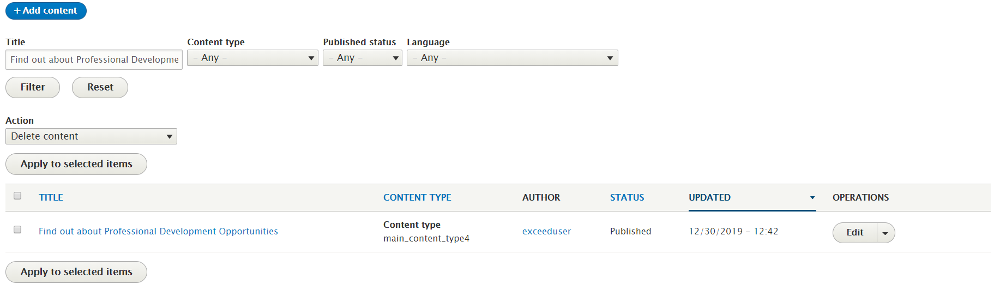 + Add content
Title Content type Published status Language
Find out about Professional Developme - Any - - Any - - Any -
Filter Reset
Action
Delete content
Apply to selected items
TITLE CONTENT TYPE AUTHOR STATUS UPDATED OPERATIONS
Find out about Professional Development Opportunities Content type main_content_type4 exceeduser Published 12/30/2019 - 12:42 Edit
Apply to selected items